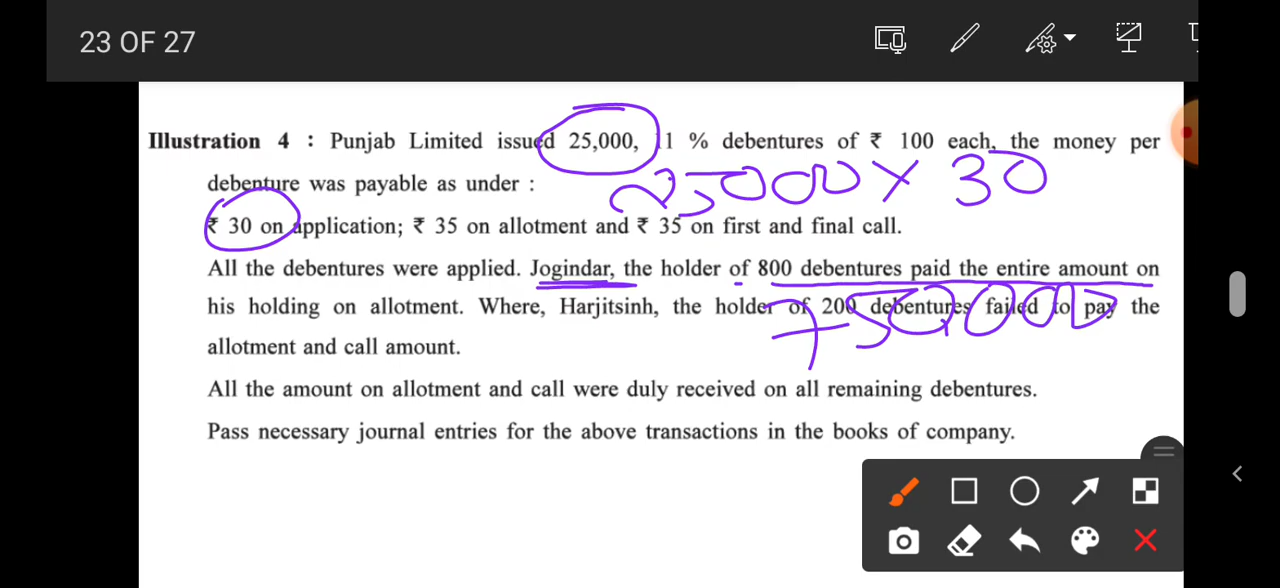 23 OF 27
Illustration 4 : Punjab Limited issued 25,000, 11 % debentures of ₹ 100 each, the money per
debenture was payable as under :
25000 × 30
₹ 30 on application; ₹ 35 on allotment and ₹ 35 on first and final call.
All the debentures were applied. Jogindar, the holder of 800 debentures paid the entire amount on
his holding on allotment. Where, Harjitsinh, the holder of 200 debentures failed to pay the
750000
allotment and call amount.
All the amount on allotment and call were duly received on all remaining debentures.
Pass necessary journal entries for the above transactions in the books of company.